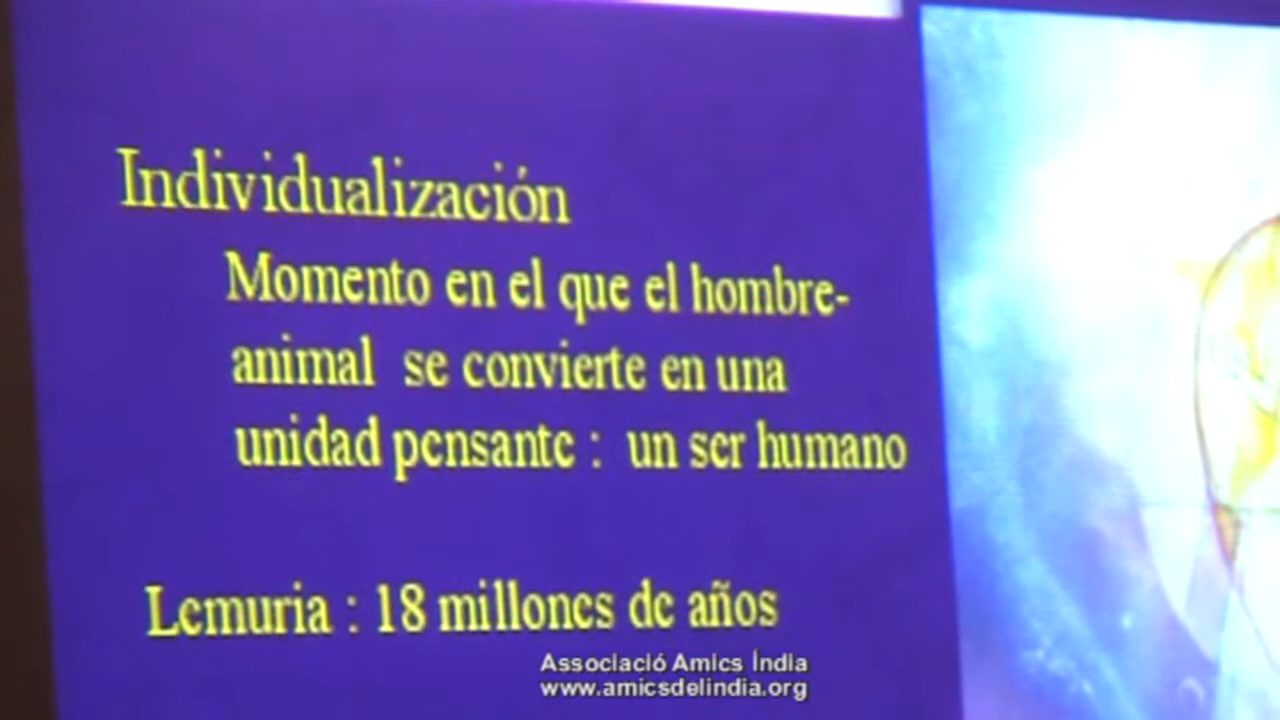 Individualización
Momento en el que el hombre-
animal se convierte en una
unidad pensante : un ser humano
Lemuria : 18 millones de años
Associació Amics Índia
www.amicsdelindia.org